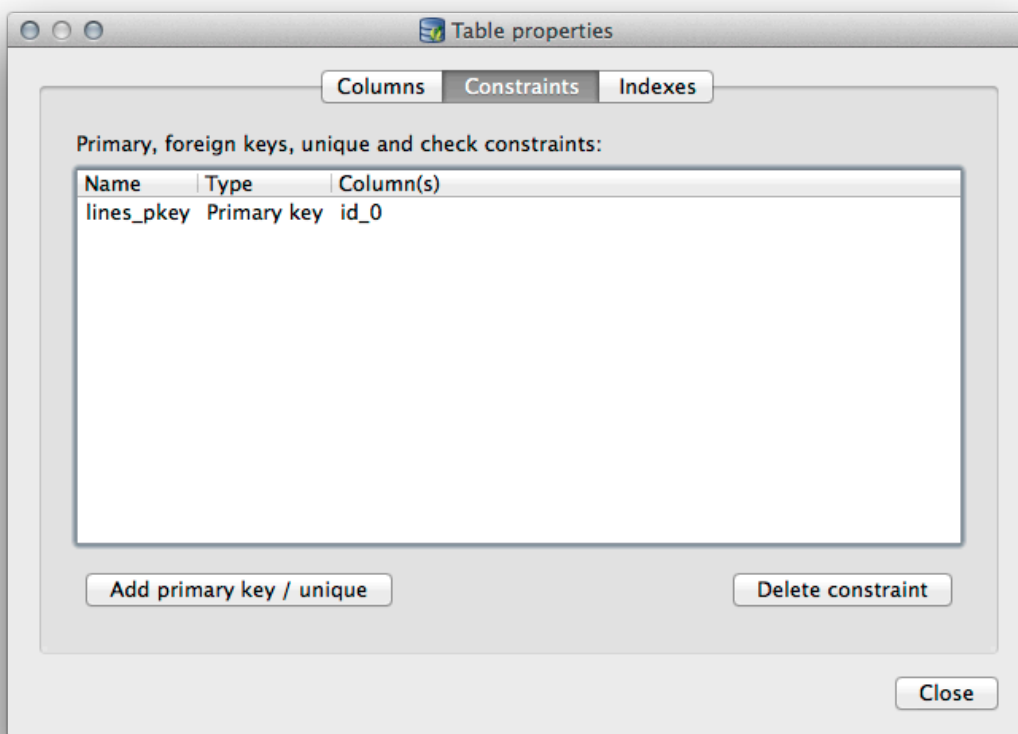 Table properties
Columns Constraints Indexes
Primary, foreign keys, unique and check constraints:
Name Type Column(s)
lines_pkey Primary key id_0
Add primary key / unique Delete constraint
Close